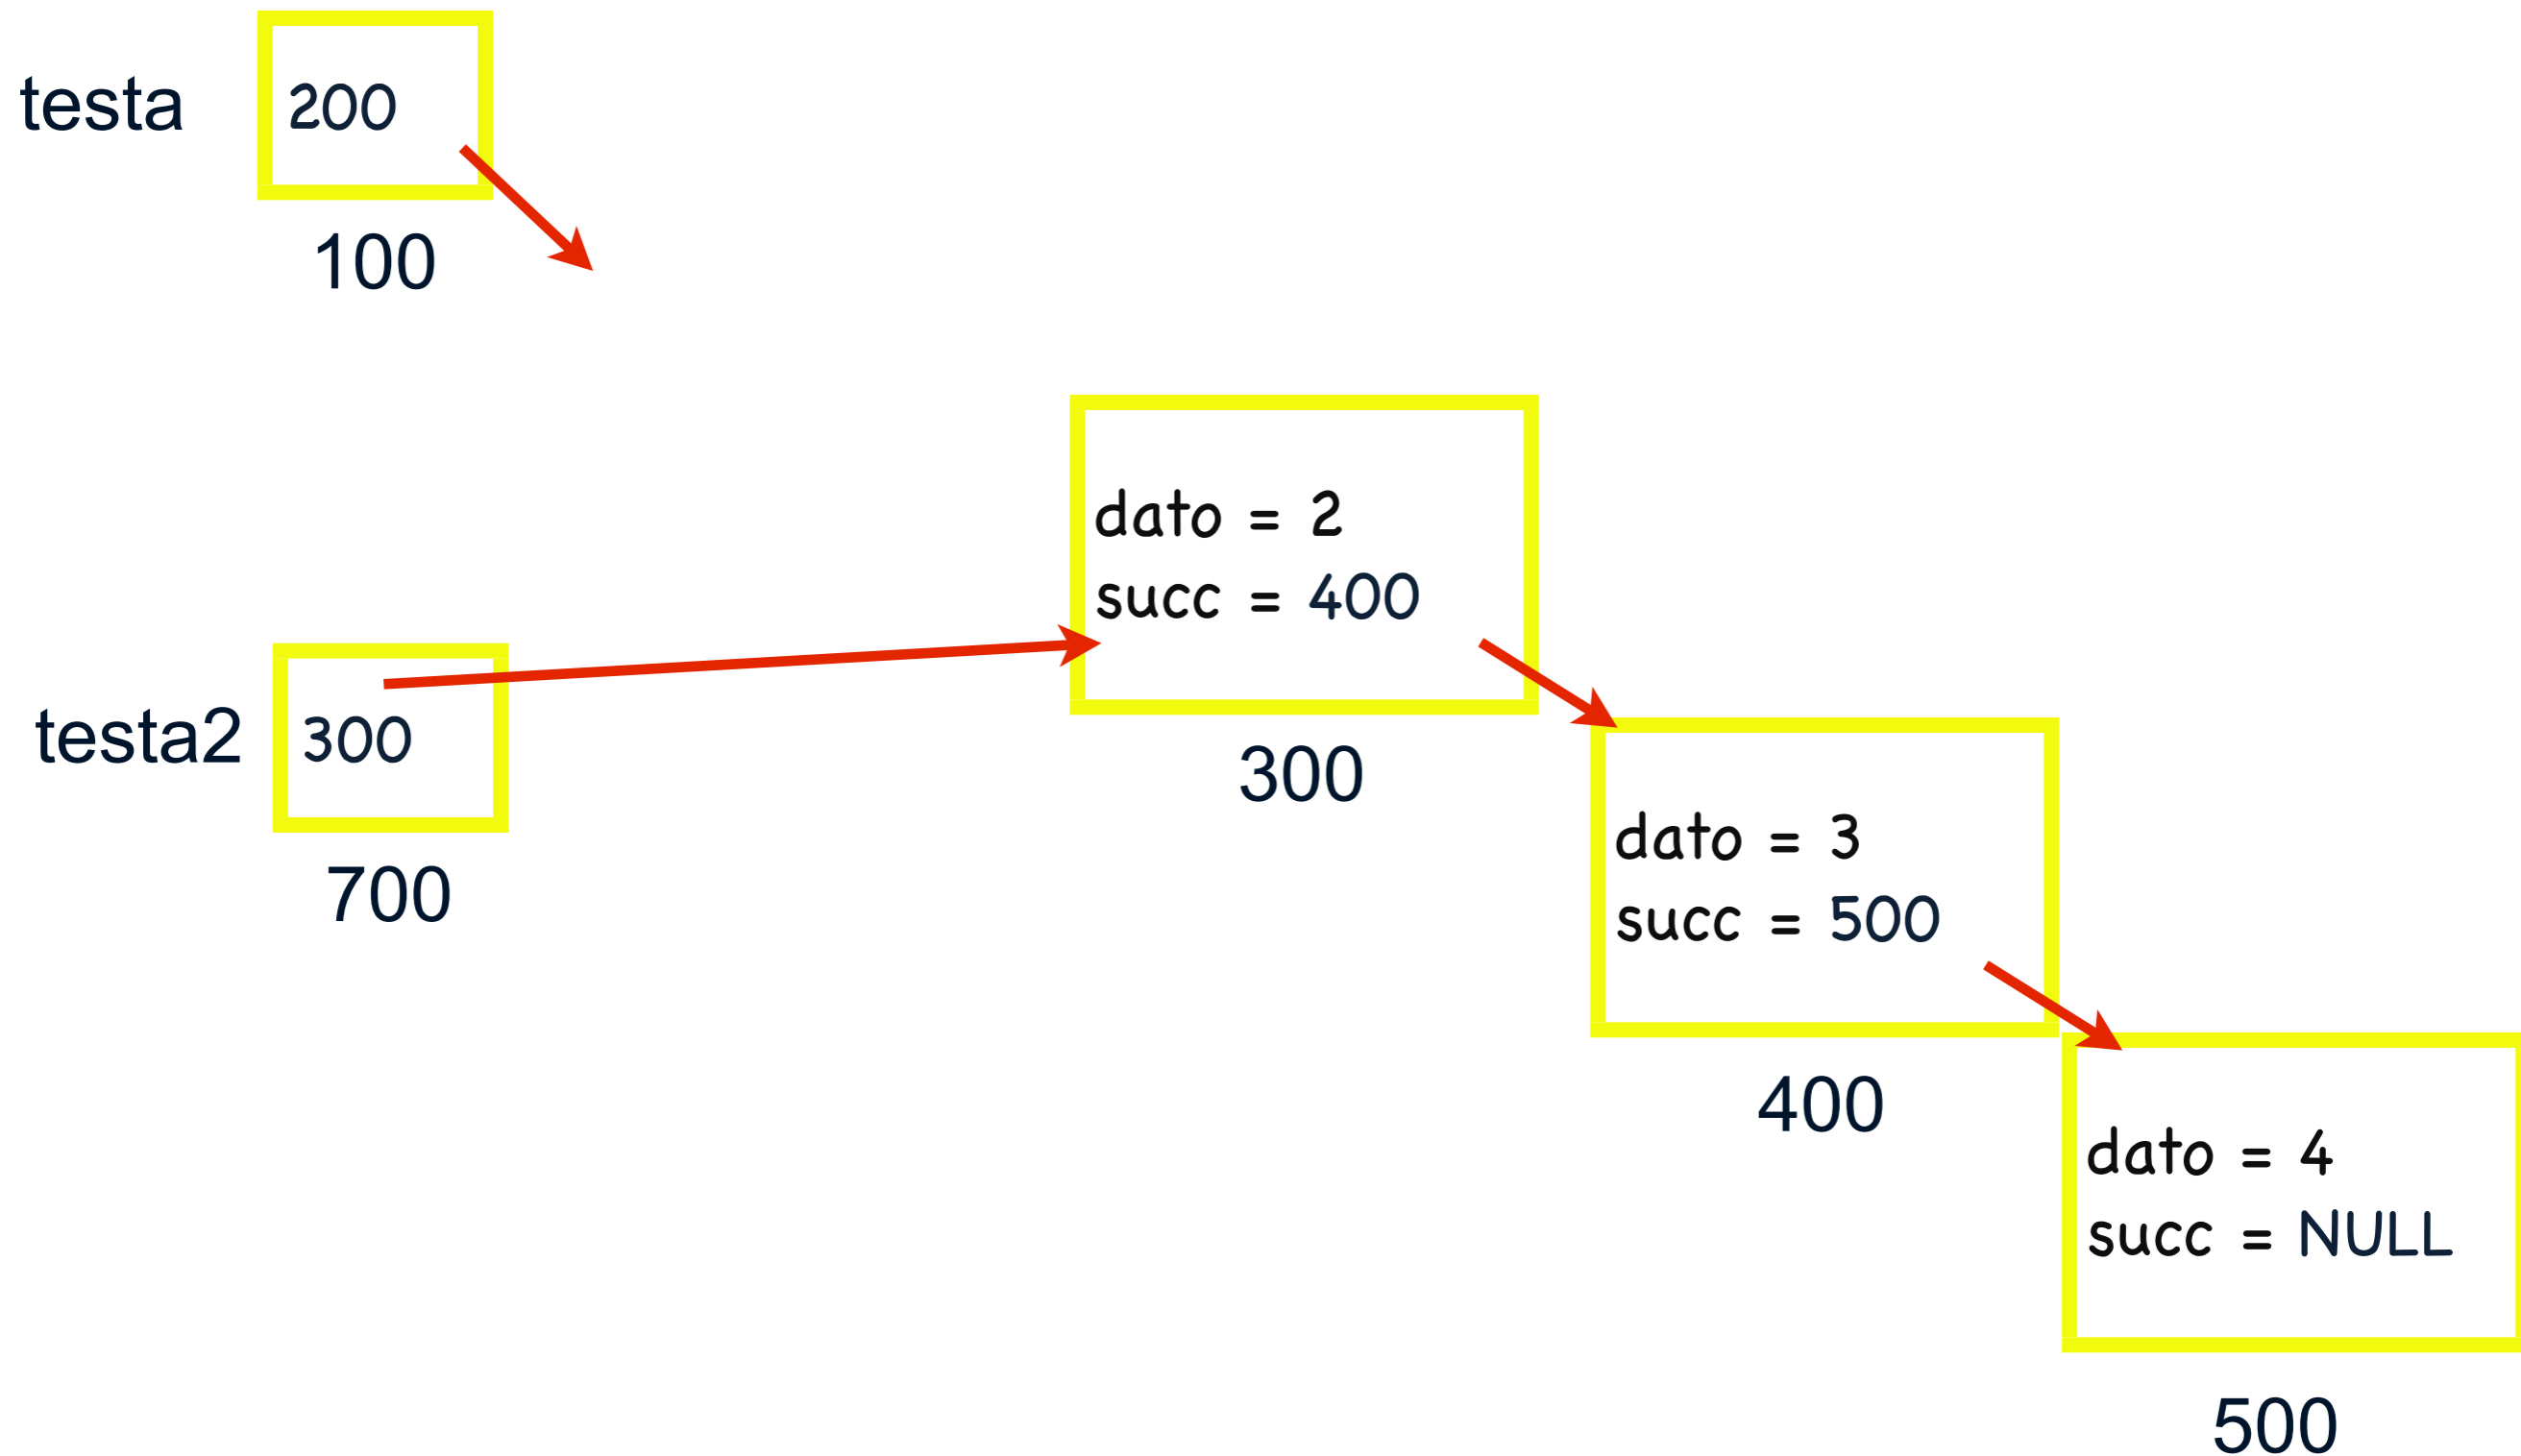 testa
200
100
dato = 2
succ = 400
300
testa2
300
700
dato = 3
succ = 500
400
dato = 4
succ = NULL
500